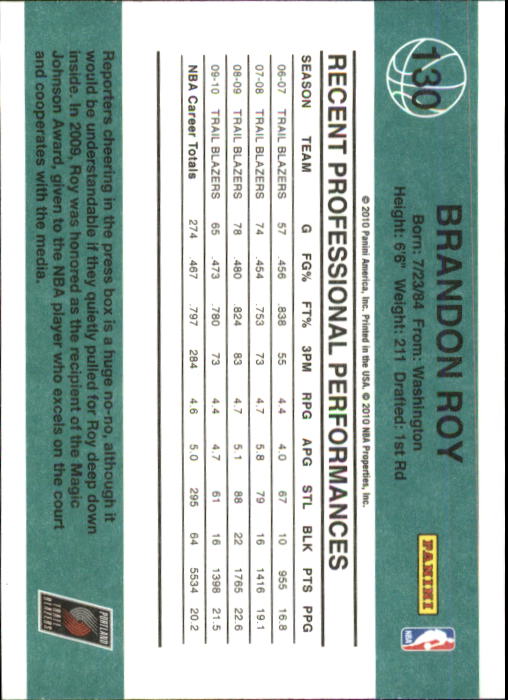 130
BRANDON ROY
Born: 7/23/84 From: Washington
Height: 6'6" Weight: 211 Drafted: 1st Rd
PANINI
NBA
© 2010 Panini America, Inc. Printed in the USA. © 2010 NBA Properties, Inc.
RECENT PROFESSIONAL PERFORMANCES
SEASON TEAM G FG% FT% 3PM RPG APG STL BLK PTS PPG
06-07 TRAIL BLAZERS 57 .456 .838 55 4.4 4.0 67 10 955 16.8
07-08 TRAIL BLAZERS 74 .454 .753 73 4.7 5.8 79 16 1416 19.1
08-09 TRAIL BLAZERS 78 .480 .824 83 4.7 5.1 88 22 1765 22.6
09-10 TRAIL BLAZERS 65 .473 .780 73 4.4 4.7 61 16 1398 21.5
NBA Career Totals 274 .467 .797 284 4.6 5.0 295 64 5534 20.2
Reporters cheering in the press box is a huge no-no, although it
would be understandable if they quietly pulled for Roy deep down
inside. In 2009, Roy was honored as the recipient of the Magic
Johnson Award, given to the NBA player who excels on the court
and cooperates with the media.
PORTLAND
TRAIL BLAZERS